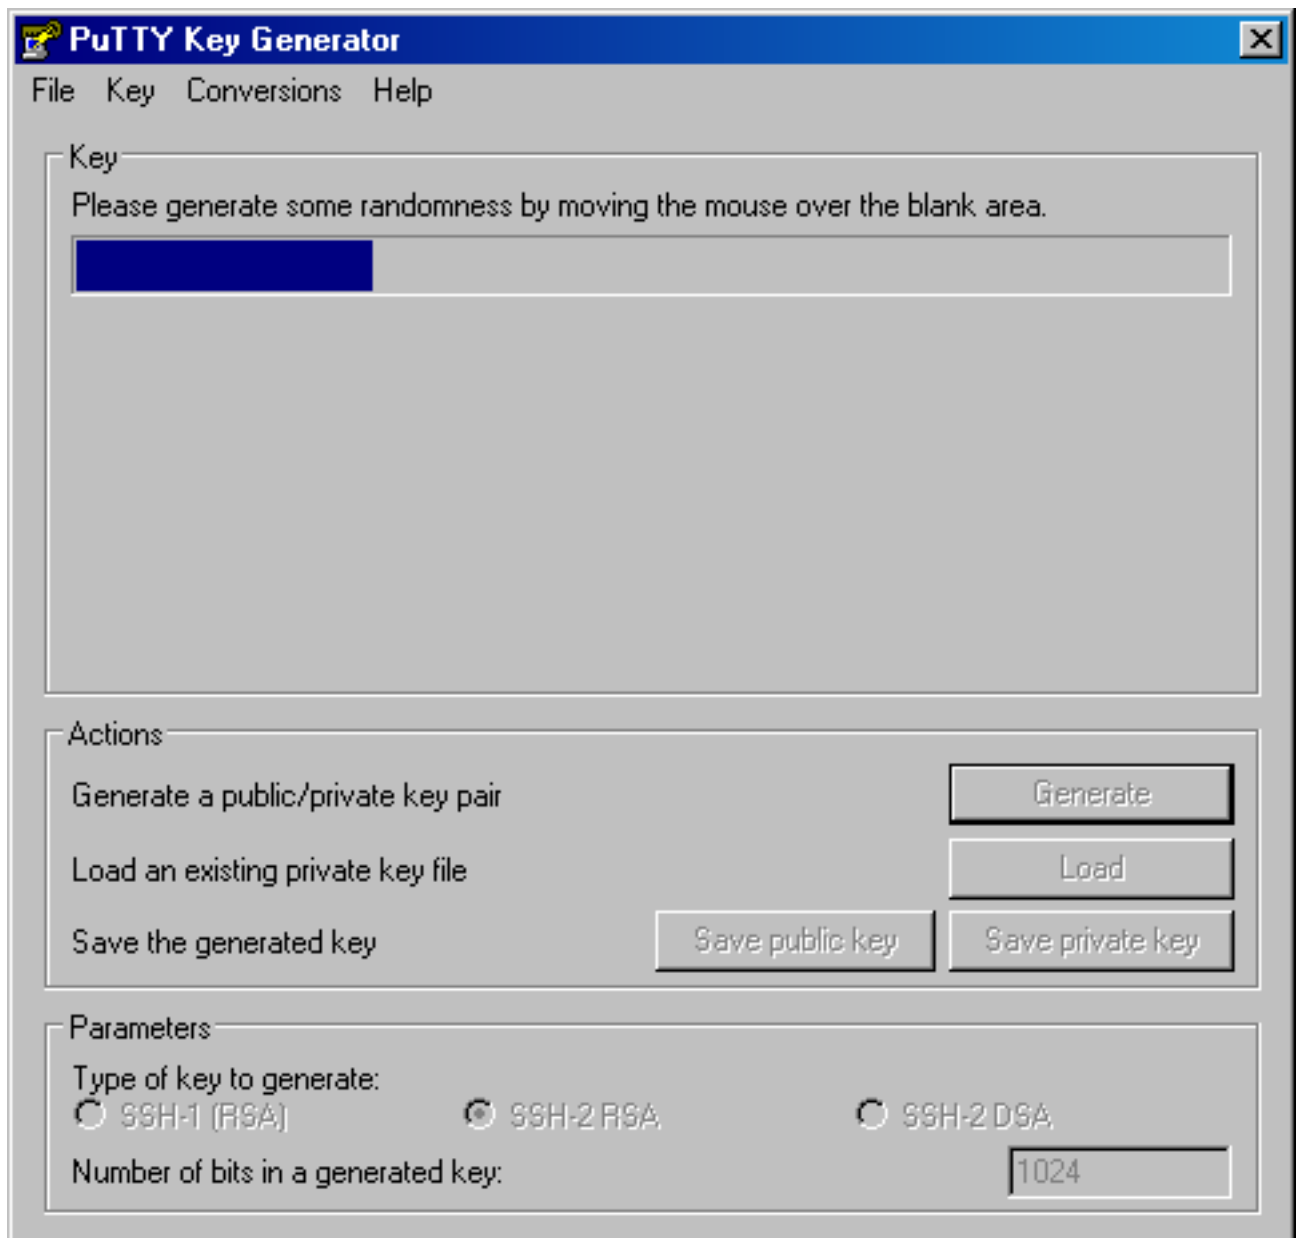 PuTTY Key Generator
File Key Conversions Help
Key
Please generate some randomness by moving the mouse over the blank area.
Actions
Generate a public/private key pair Generate
Load an existing private key file Load
Save the generated key Save public key Save private key
Parameters
Type of key to generate:
SSH-1 (RSA) SSH-2 RSA SSH-2 DSA
Number of bits in a generated key: 1024